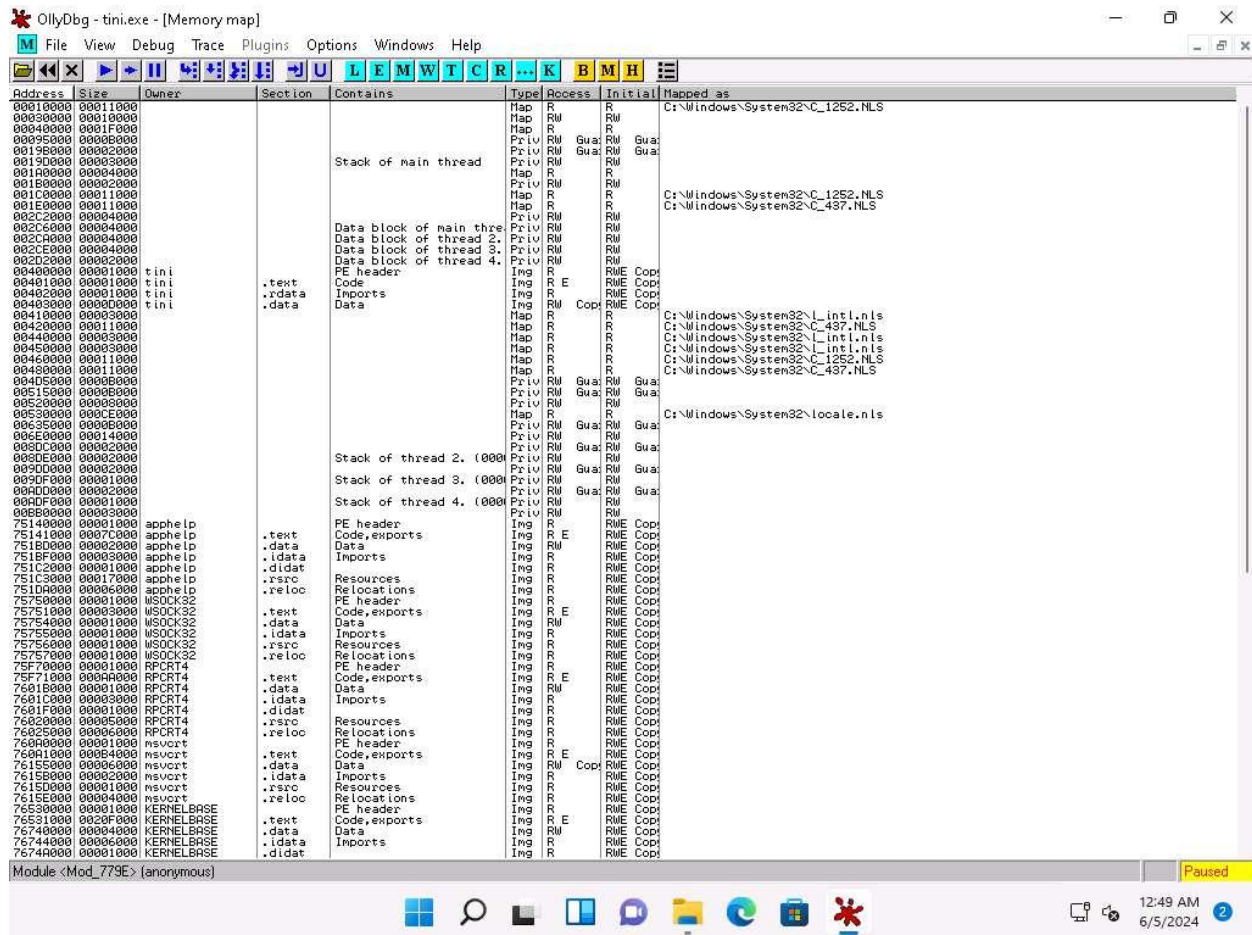 OllyDbg - tini.exe - [Memory map]
M File View Debug Trace Plugins Options Windows Help
L E M W T C R ... K B M H
Address Size Owner Section Contains Type Access Initial Mapped as
00010000 00011000 Map R R C:\Windows\System32\C_1252.NLS
00030000 00010000 Map RW RW
00040000 0001F000 Map R R
00095000 0000B000 Priv RW Gua: RW Gua:
0019B000 00002000 Priv RW Gua: RW Gua:
0019D000 00003000 Stack of main thread Priv RW RW
001A0000 00004000 Map R R
001B0000 00002000 Priv RW RW
001C0000 00011000 Map R R C:\Windows\System32\C_1252.NLS
001E0000 00011000 Map R R C:\Windows\System32\C_437.NLS
002C2000 00004000 Priv RW RW
002C6000 00004000 Data block of main thre. Priv RW RW
002CA000 00004000 Data block of thread 2. Priv RW RW
002CE000 00004000 Data block of thread 3. Priv RW RW
002D2000 00002000 Data block of thread 4. Priv RW RW
00400000 00001000 tini PE header Img R RWE Cop
00401000 00001000 tini .text Code Img R E RWE Cop
00402000 00001000 tini .rdata Imports Img R RWE Cop
00403000 0000D000 tini .data Data Img RW Cop RWE Cop
00410000 00003000 Map R R C:\Windows\System32\l_intl.nls
00420000 00011000 Map R R C:\Windows\System32\C_437.NLS
00440000 00003000 Map R R C:\Windows\System32\l_intl.nls
00450000 00003000 Map R R C:\Windows\System32\l_intl.nls
00460000 00011000 Map R R C:\Windows\System32\C_1252.NLS
00480000 00011000 Map R R C:\Windows\System32\C_437.NLS
004D5000 0000B000 Priv RW Gua: RW Gua:
00515000 0000B000 Priv RW Gua: RW Gua:
00520000 00008000 Priv RW RW
00530000 000CE000 Map R R C:\Windows\System32\locale.nls
00635000 0000B000 Priv RW Gua: RW Gua:
006E0000 00014000 Priv RW RW
008DC000 00002000 Priv RW Gua: RW Gua:
008DE000 00002000 Stack of thread 2. (000 Priv RW RW
009DD000 00002000 Priv RW Gua: RW Gua:
009DF000 00001000 Stack of thread 3. (000 Priv RW RW
00ADD000 00002000 Priv RW Gua: RW Gua:
00ADF000 00001000 Stack of thread 4. (000 Priv RW RW
00BB0000 00003000 Priv RW RW
75140000 00001000 apphelp PE header Img R RWE Cop
75141000 0007C000 apphelp .text Code,exports Img R E RWE Cop
751BD000 00002000 apphelp .data Data Img RW RWE Cop
751BF000 00003000 apphelp .idata Imports Img R RWE Cop
751C2000 00001000 apphelp .didat Img R RWE Cop
751C3000 00017000 apphelp .rsrc Resources Img R RWE Cop
751DA000 00006000 apphelp .reloc Relocations Img R RWE Cop
75750000 00001000 WSOCK32 PE header Img R RWE Cop
75751000 00003000 WSOCK32 .text Code,exports Img R E RWE Cop
75754000 00001000 WSOCK32 .data Data Img RW RWE Cop
75755000 00001000 WSOCK32 .idata Imports Img R RWE Cop
75756000 00001000 WSOCK32 .rsrc Resources Img R RWE Cop
75757000 00001000 WSOCK32 .reloc Relocations Img R RWE Cop
75F70000 00001000 RPCRT4 PE header Img R RWE Cop
75F71000 000AA000 RPCRT4 .text Code,exports Img R E RWE Cop
7601B000 00001000 RPCRT4 .data Data Img RW RWE Cop
7601C000 00003000 RPCRT4 .idata Imports Img R RWE Cop
7601F000 00001000 RPCRT4 .didat Img R RWE Cop
76020000 00005000 RPCRT4 .rsrc Resources Img R RWE Cop
76025000 00006000 RPCRT4 .reloc Relocations Img R RWE Cop
760A0000 00001000 msvcrt PE header Img R RWE Cop
760A1000 000B4000 msvcrt .text Code,exports Img R E RWE Cop
76155000 00006000 msvcrt .data Data Img RW Cop RWE Cop
7615B000 00002000 msvcrt .idata Imports Img R RWE Cop
7615D000 00001000 msvcrt .rsrc Resources Img R RWE Cop
7615E000 00004000 msvcrt .reloc Relocations Img R RWE Cop
76530000 00001000 KERNELBASE PE header Img R RWE Cop
76531000 0020F000 KERNELBASE .text Code,exports Img R E RWE Cop
76740000 00004000 KERNELBASE .data Data Img RW RWE Cop
76744000 00006000 KERNELBASE .idata Imports Img R RWE Cop
7674A000 00001000 KERNELBASE .didat Img R RWE Cop
Module <Mod_779E> (anonymous) Paused
12:49 AM
6/5/2024 2